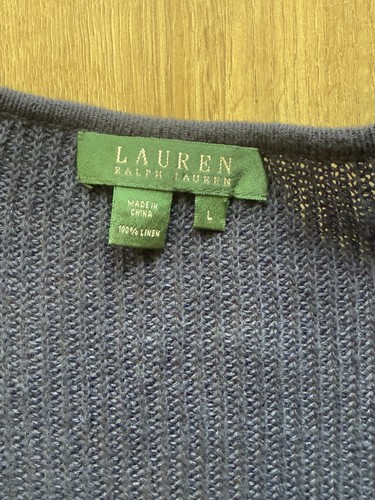 LAUREN
RALPH LAUREN
MADE IN
CHINA
100% LINEN
L